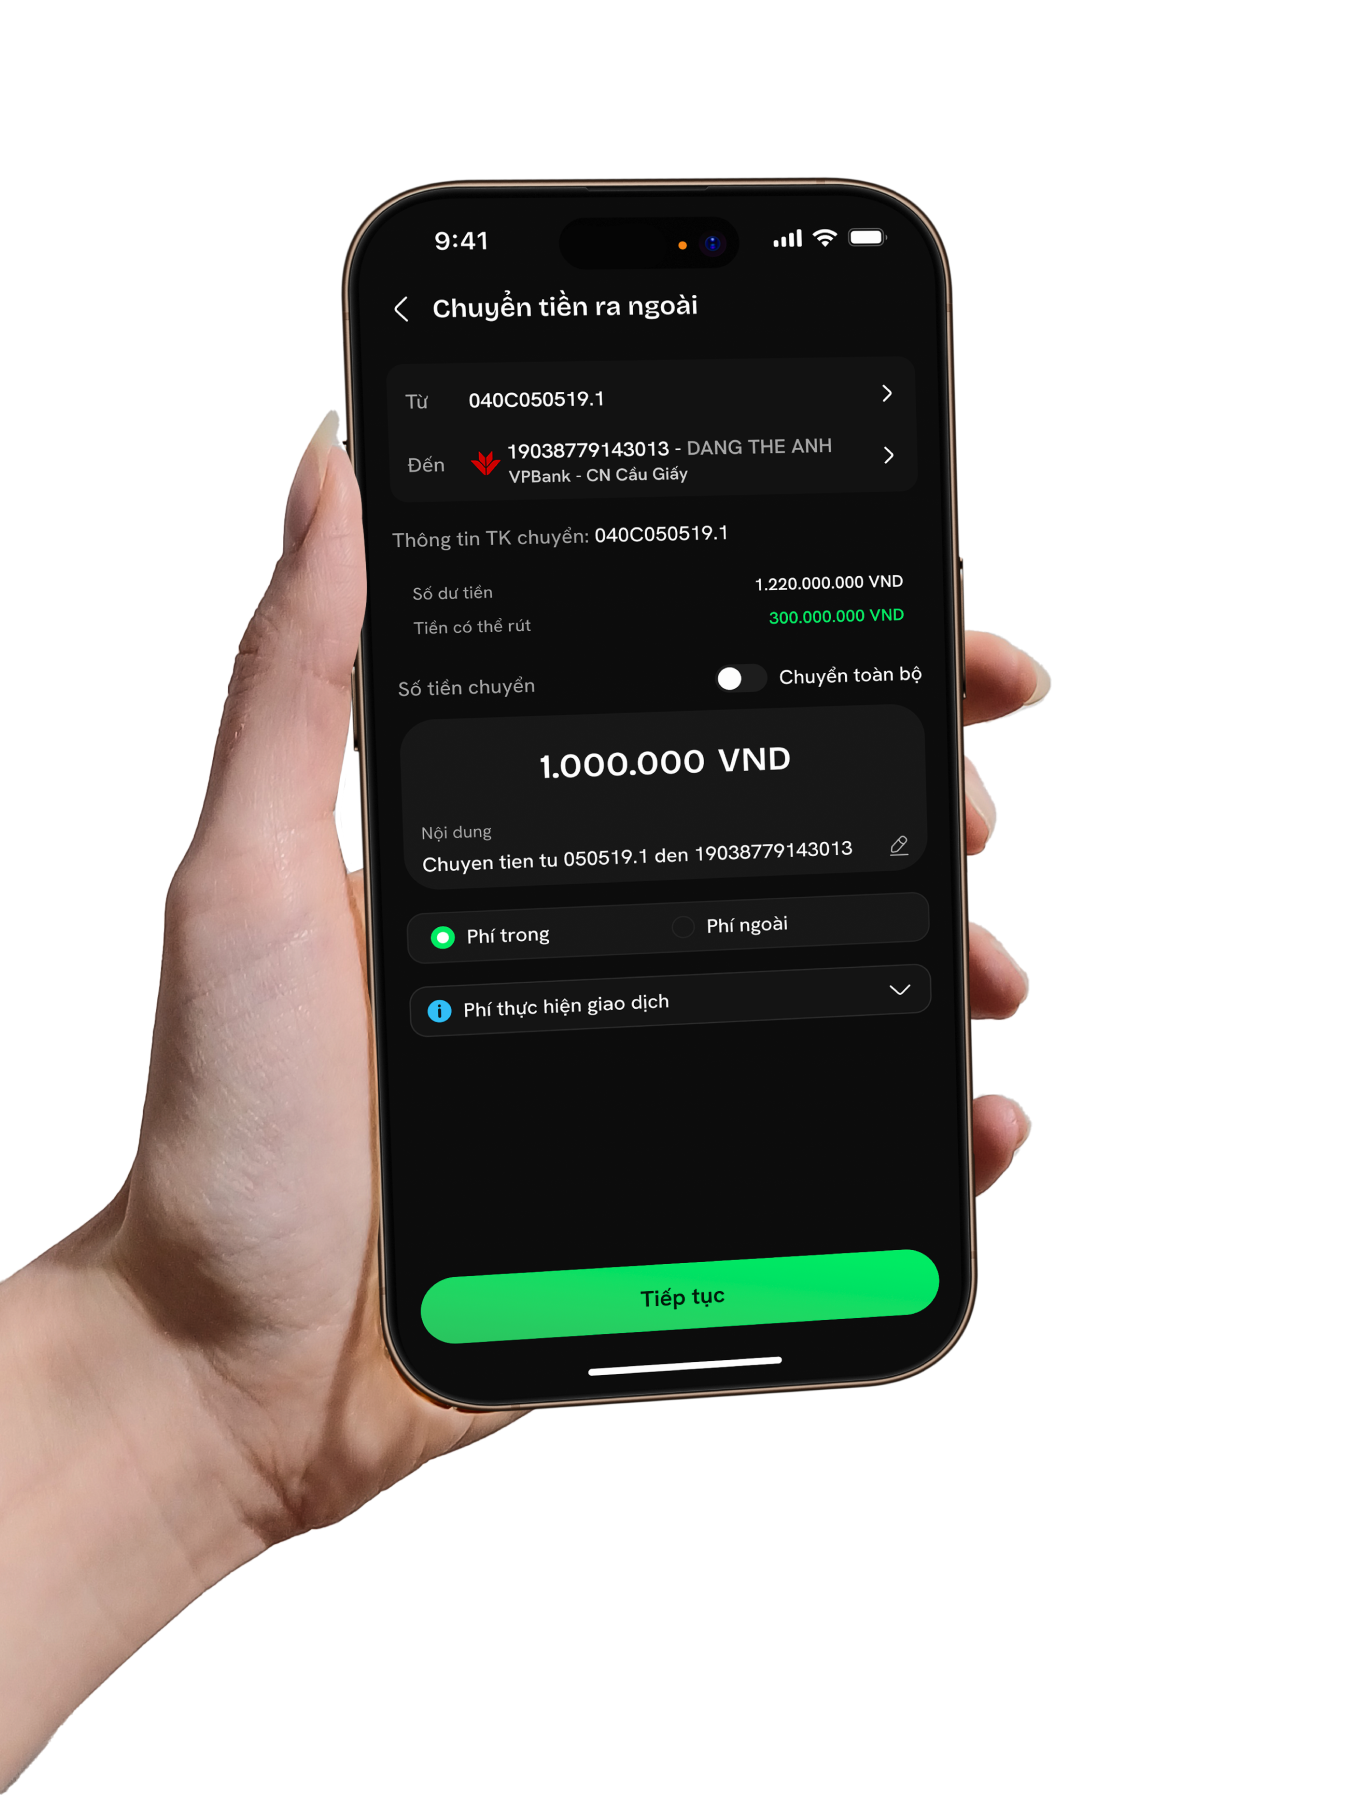 9:41
Chuyển tiền ra ngoài
Từ 040C050519.1
Đến 19038779143013 - DANG THE ANH
VPBank - CN Cầu Giấy
Thông tin TK chuyển: 040C050519.1
Số dư tiền 1.220.000.000 VND
Tiền có thể rút 300.000.000 VND
Số tiền chuyển Chuyển toàn bộ
1.000.000 VND
Nội dung
Chuyen tien tu 050519.1 den 19038779143013
Phí trong Phí ngoài
Phí thực hiện giao dịch
Tiếp tục